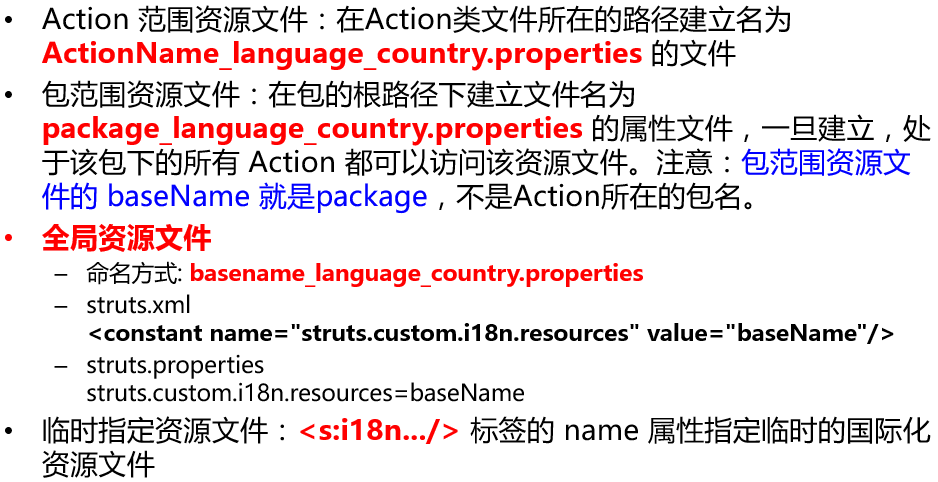 • Action 范围资源文件：在Action类文件所在的路径建立名为
ActionName_language_country.properties 的文件
• 包范围资源文件：在包的根路径下建立文件名为
package_language_country.properties 的属性文件，一旦建立，处
于该包下的所有 Action 都可以访问该资源文件。注意：包范围资源文
件的 baseName 就是package，不是Action所在的包名。
• 全局资源文件
– 命名方式: basename_language_country.properties
– struts.xml
<constant name="struts.custom.i18n.resources" value="baseName"/>
– struts.properties
struts.custom.i18n.resources=baseName
• 临时指定资源文件：<s:i18n.../> 标签的 name 属性指定临时的国际化
资源文件